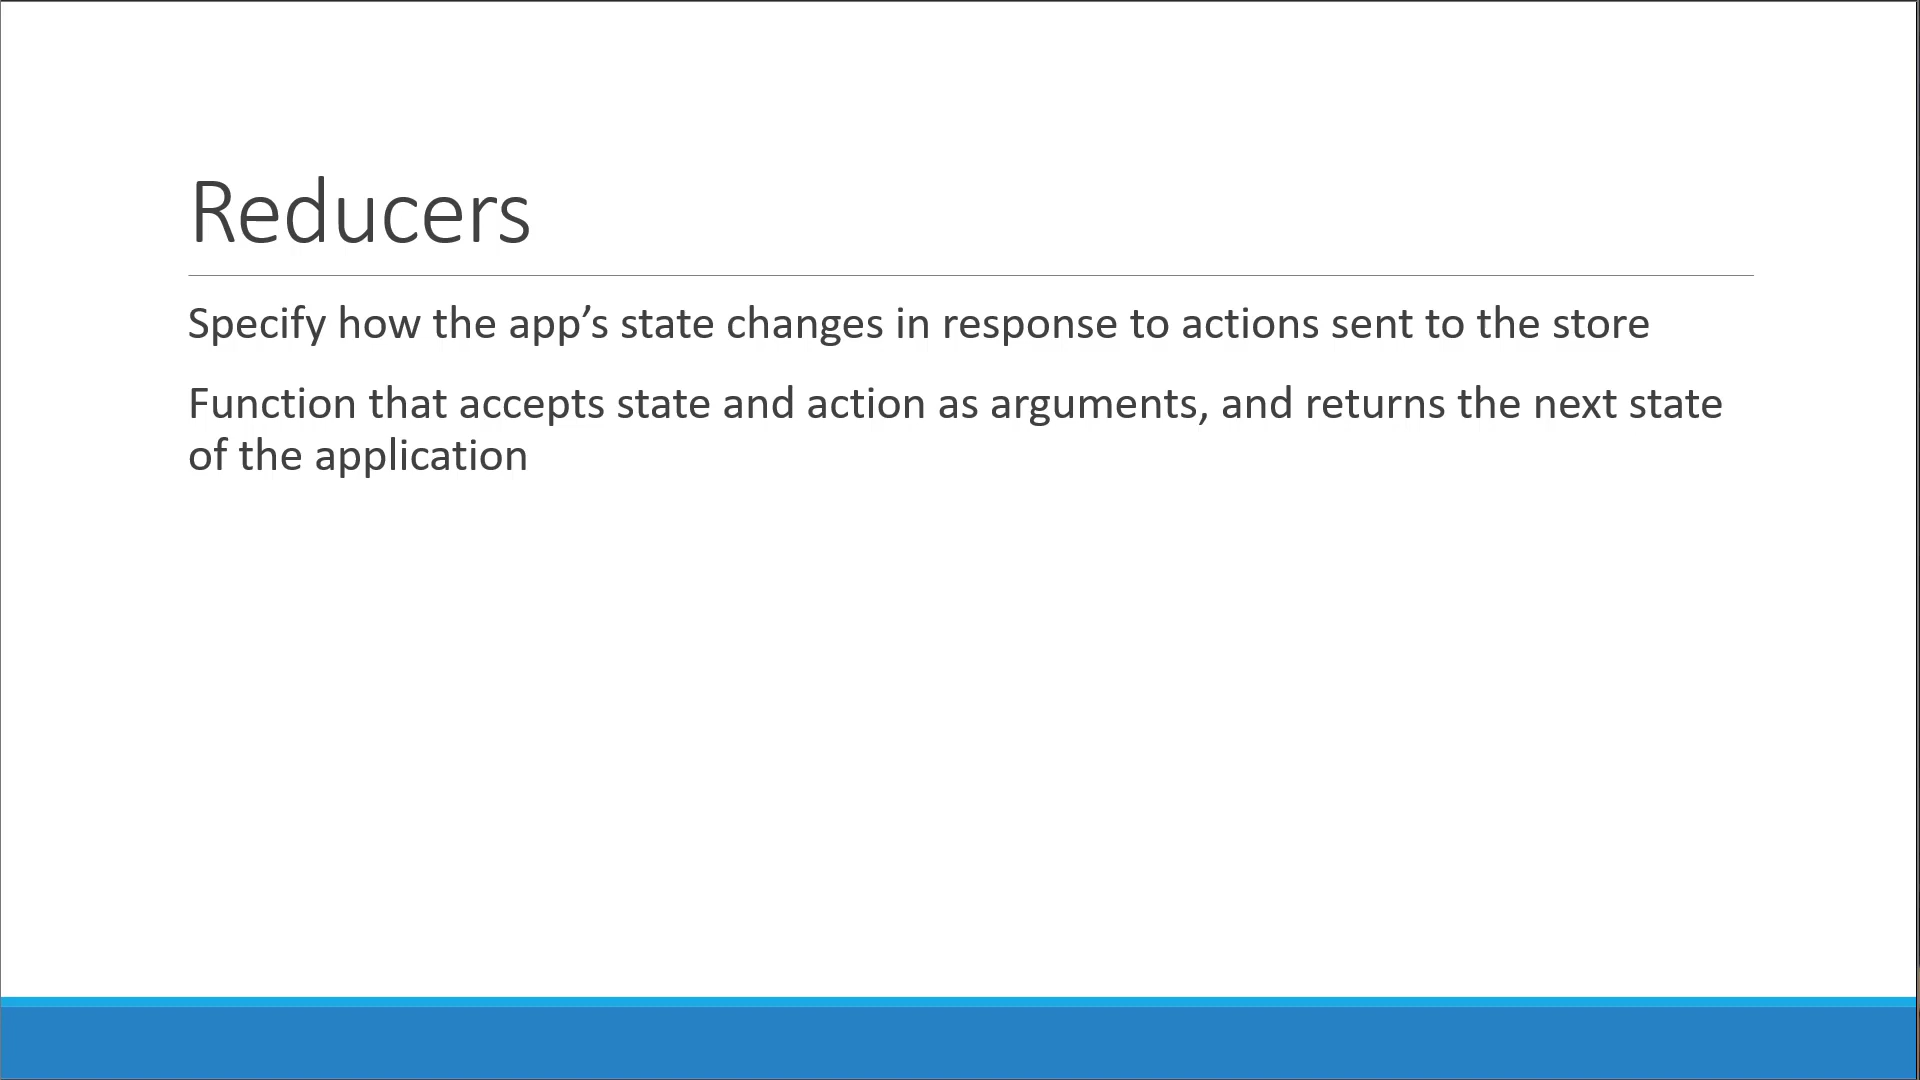 Reducers
Specify how the app’s state changes in response to actions sent to the store
Function that accepts state and action as arguments, and returns the next state
of the application